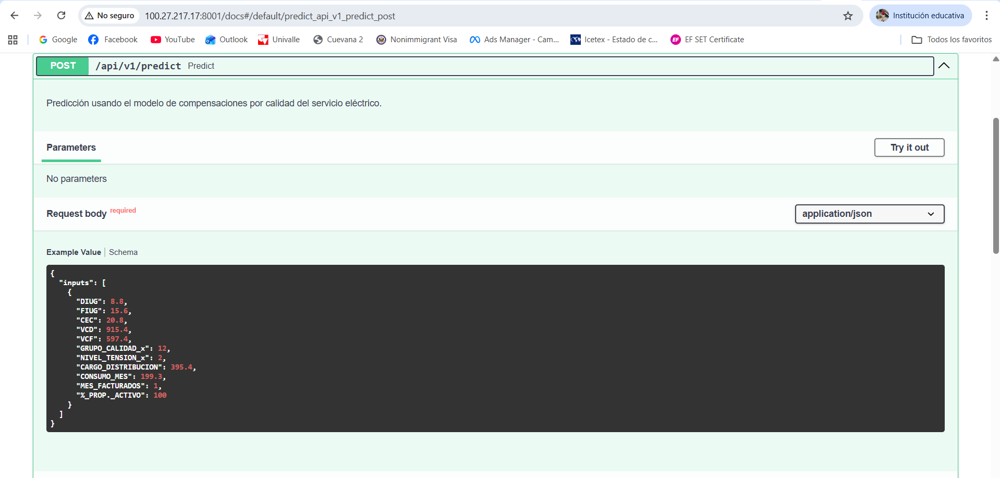 No seguro
100.27.217.17:8001/docs#/default/predict_api_v1_predict_post
Institución educativa
Google
Facebook
YouTube
Outlook
Univalle
Cuevana 2
Nonimmigrant Visa
Ads Manager - Cam...
Icetex - Estado de c...
EF
EF SET Certificate
Todos los favoritos
POST /api/v1/predict Predict
Predicción usando el modelo de compensaciones por calidad del servicio eléctrico.
Parameters
Try it out
No parameters
Request body required
application/json
Example Value | Schema
{
  "inputs": [
    {
      "DIUG": 8.8,
      "FIUG": 15.6,
      "CEC": 20.8,
      "VCD": 915.4,
      "VCF": 597.4,
      "GRUPO_CALIDAD_x": 12,
      "NIVEL_TENSION_x": 2,
      "CARGO_DISTRIBUCION": 395.4,
      "CONSUMO_MES": 199.3,
      "MES_FACTURADOS": 1,
      "%_PROP._ACTIVO": 100
    }
  ]
}